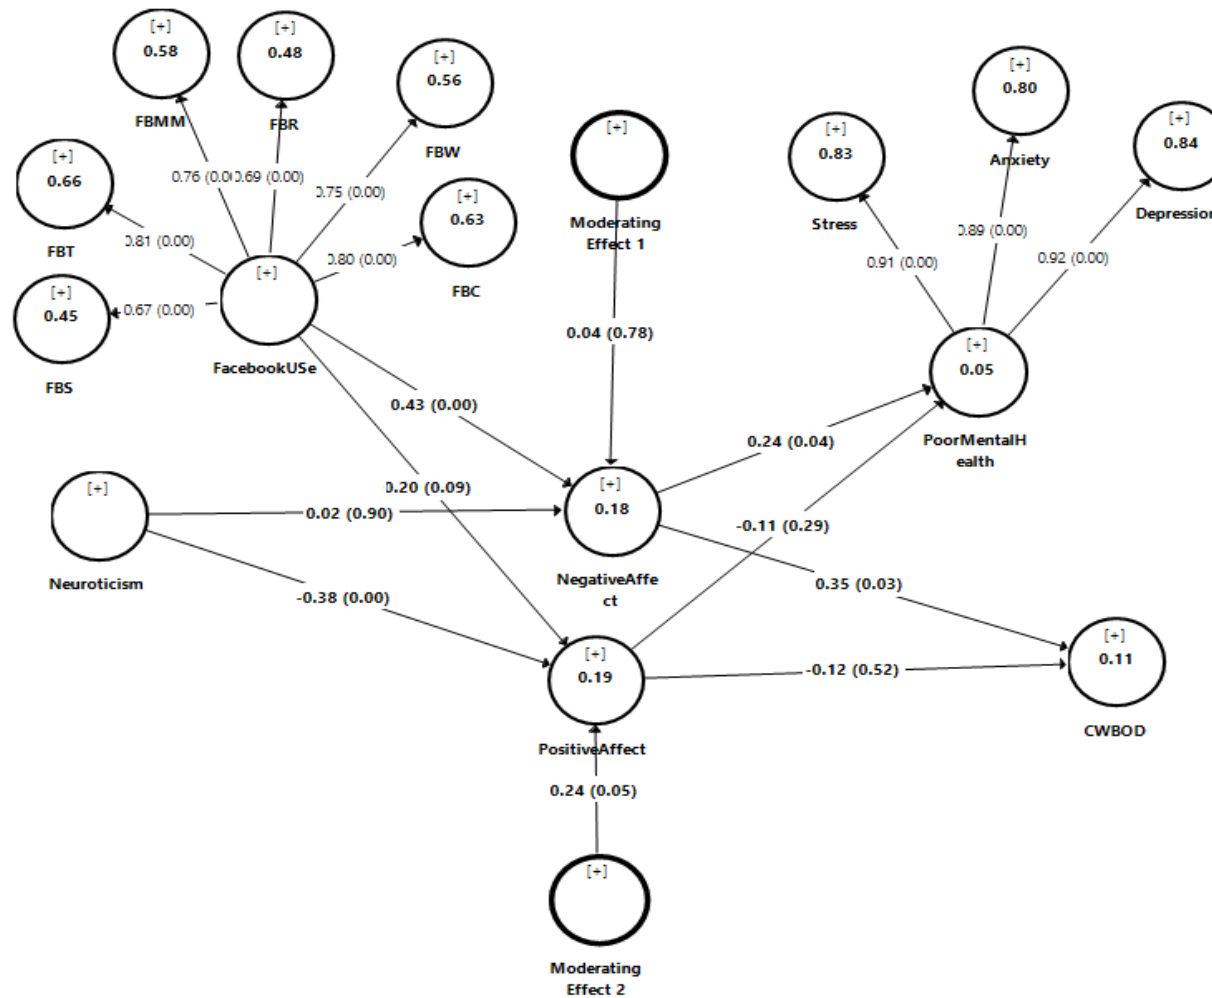 [+]
0.58
FBMM
[+]
0.48
FBR
[+]
0.56
FBW
[+]
0.66
FBT
[+]
0.63
FBC
[+]
0.45
FBS
0.76 (0.0
0.69 (0.00)
0.75 (0.00)
0.81 (0.00)
0.80 (0.00)
0.67 (0.00)
[+]
FacebookUSe
[+]
Moderating
Effect 1
0.04 (0.78)
[+]
0.83
Stress
[+]
0.80
Anxiety
[+]
0.84
Depression
0.91 (0.00)
0.89 (0.00)
0.92 (0.00)
[+]
0.05
PoorMentalH
ealth
0.43 (0.00)
0.20 (0.09)
0.24 (0.04)
-0.11 (0.29)
[+]
Neuroticism
0.02 (0.90)
-0.38 (0.00)
[+]
0.18
NegativeAffe
ct
0.35 (0.03)
[+]
0.19
PositiveAffect
-0.12 (0.52)
[+]
0.11
CWBOD
0.24 (0.05)
[+]
Moderating
Effect 2